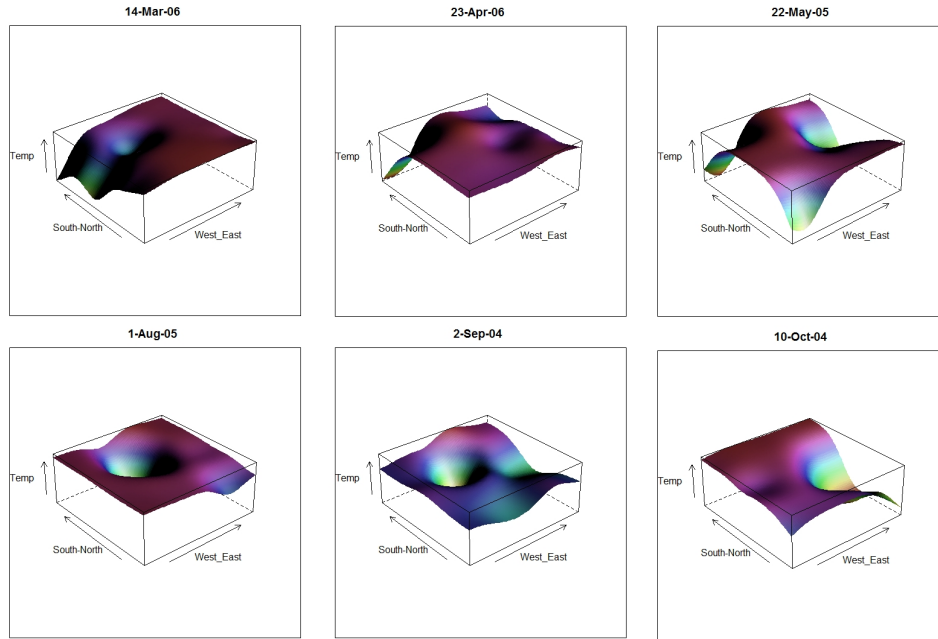 14-Mar-06
23-Apr-06
22-May-05
Temp
South-North
West_East
Temp
South-North
West_East
Temp
South-North
West_East
1-Aug-05
2-Sep-04
10-Oct-04
Temp
South-North
West_East
Temp
South-North
West_East
Temp
South-North
West_East